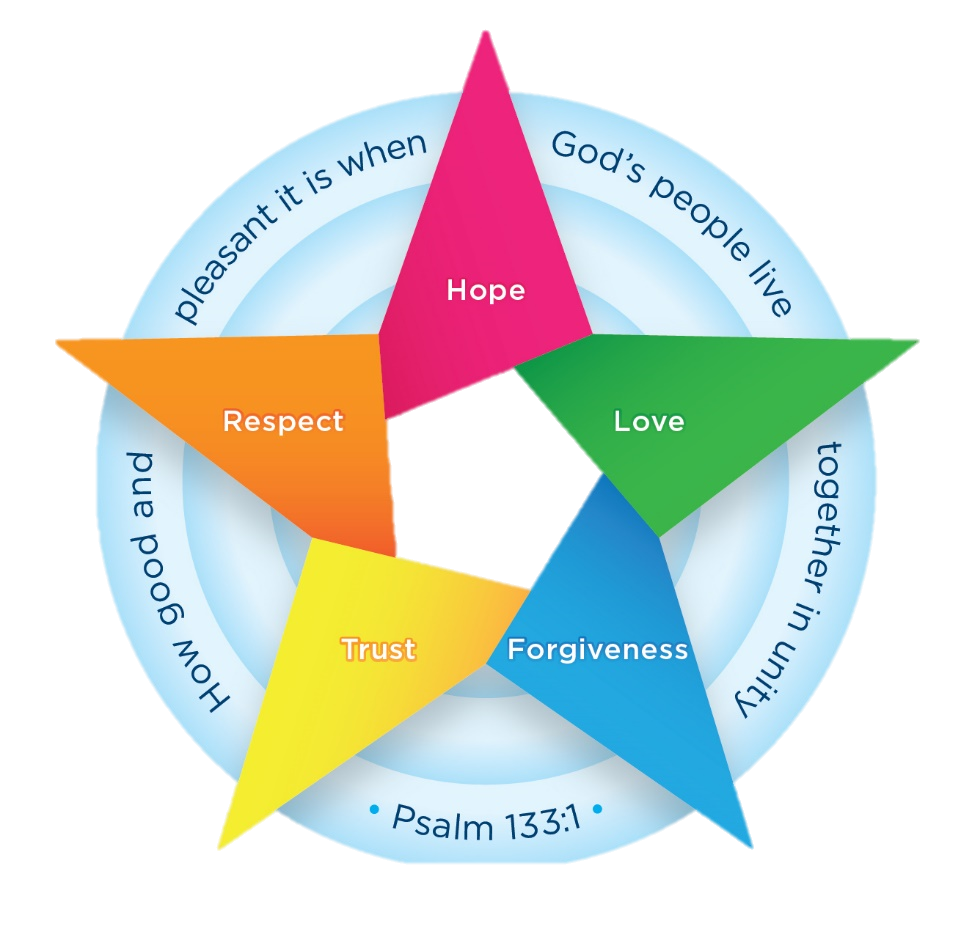 How good and
pleasant it is when
God's people live
together in unity
• Psalm 133:1 •
Hope
Love
Forgiveness
Trust
Respect